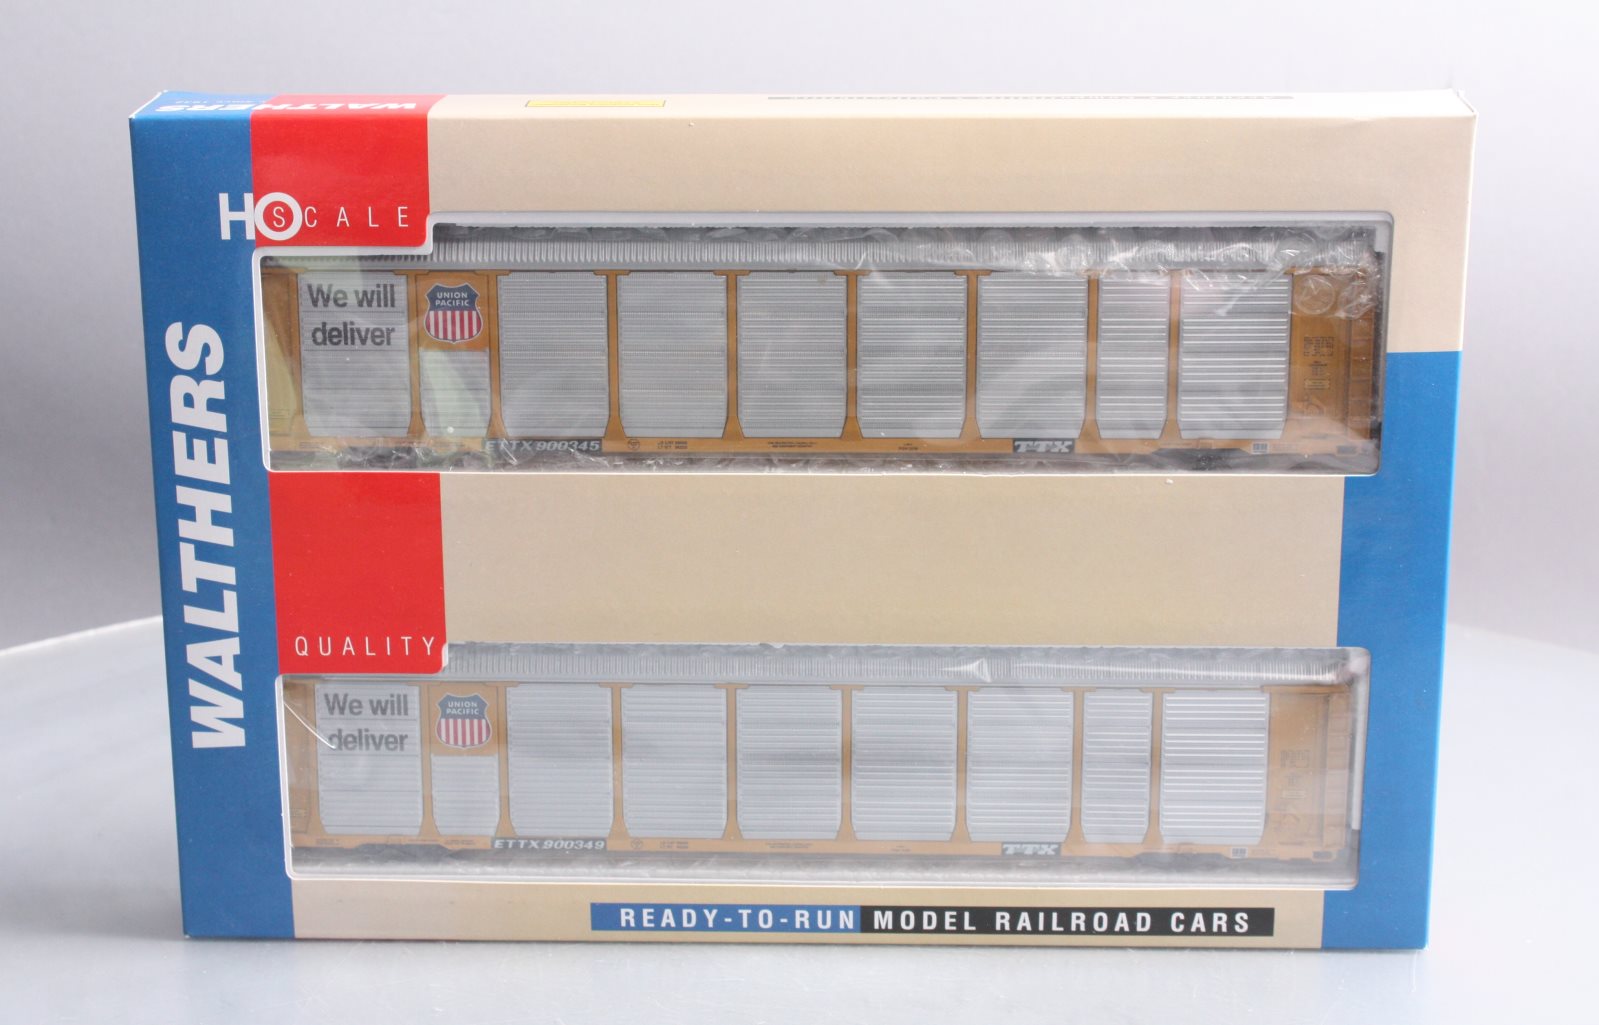 WALTHERS
HO SCALE
We will
deliver
UNION
PACIFIC
ETTX 900345
TTX
WALTHERS
QUALITY
We will
deliver
UNION
PACIFIC
ETTX 900349
TTX
READY-TO-RUN MODEL RAILROAD CARS